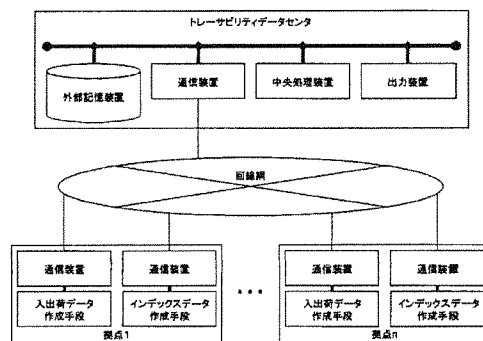 トレーサビリティデータセンタ
外部記憶装置
通信装置
中央処理装置
出力装置
回線網
通信装置
通信装置
入出荷データ
作成手段
インデックスデータ
作成手段
拠点1
・・・
通信装置
通信装置
入出荷データ
作成手段
インデックスデータ
作成手段
拠点n